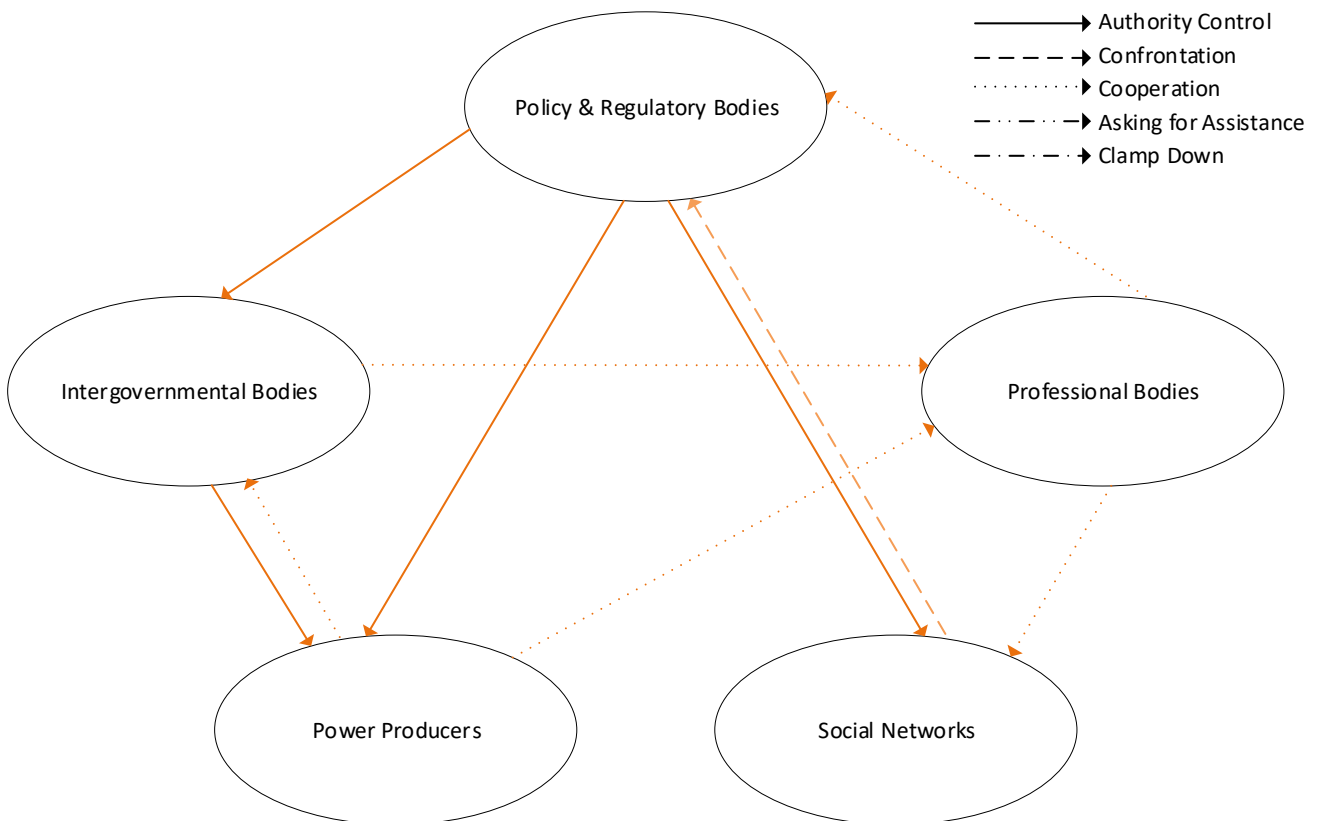 Authority Control
Confrontation
Cooperation
Asking for Assistance
Clamp Down
Policy & Regulatory Bodies
Intergovernmental Bodies
Professional Bodies
Power Producers
Social Networks